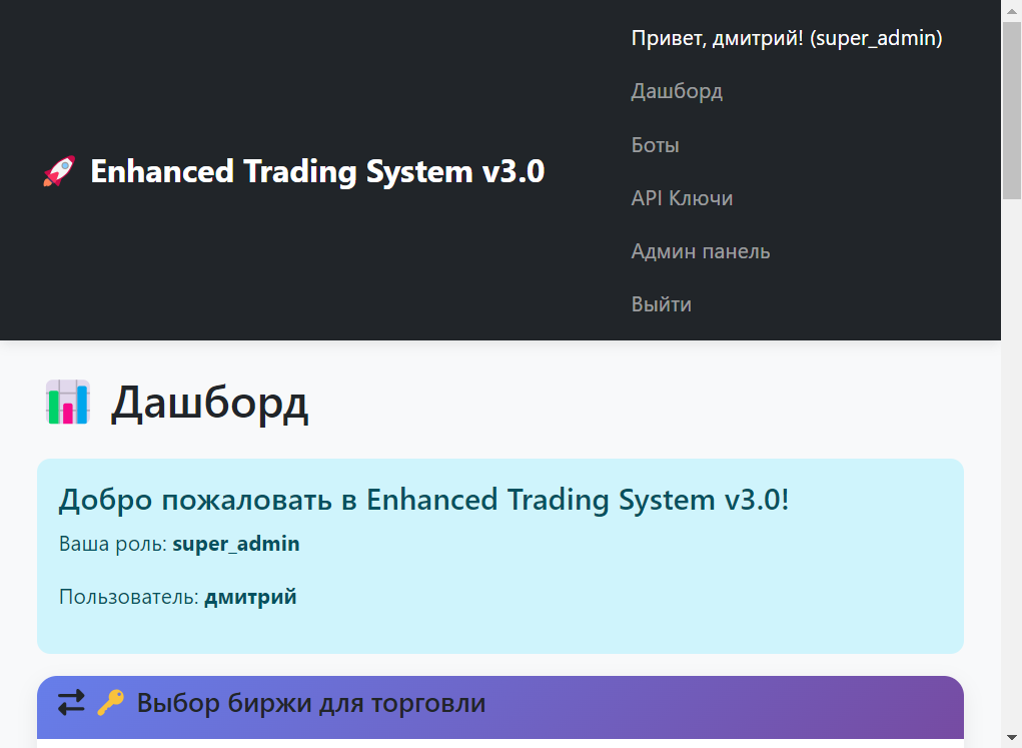 Привет, дмитрий! (super_admin)
Дашборд
Боты
API Ключи
Админ панель
Выйти
Enhanced Trading System v3.0
Дашборд
Добро пожаловать в Enhanced Trading System v3.0!
Ваша роль: super_admin
Пользователь: дмитрий
Выбор биржи для торговли